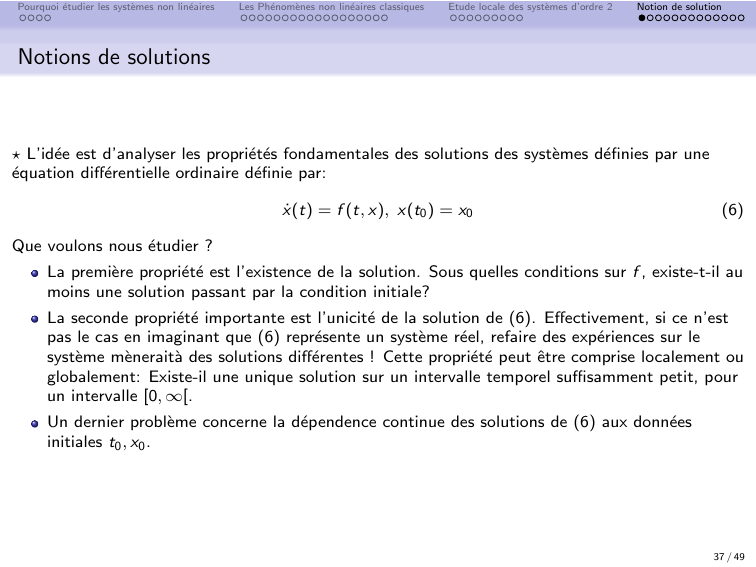 Pourquoi étudier les systèmes non linéaires Les Phénomènes non linéaires classiques Etude locale des systèmes d'ordre 2 Notion de solution
Notions de solutions
⋆ L'idée est d'analyser les propriétés fondamentales des solutions des systèmes définies par une
équation différentielle ordinaire définie par:
ẋ(t) = f(t, x), x(t₀) = x₀ (6)
Que voulons nous étudier ?
La première propriété est l'existence de la solution. Sous quelles conditions sur f, existe-t-il au
moins une solution passant par la condition initiale?
La seconde propriété importante est l'unicité de la solution de (6). Effectivement, si ce n'est
pas le cas en imaginant que (6) représente un système réel, refaire des expériences sur le
système mèneraità des solutions différentes ! Cette propriété peut être comprise localement ou
globalement: Existe-il une unique solution sur un intervalle temporel suffisamment petit, pour
un intervalle [0, ∞[.
Un dernier problème concerne la dépendence continue des solutions de (6) aux données
initiales t₀, x₀.
37 / 49